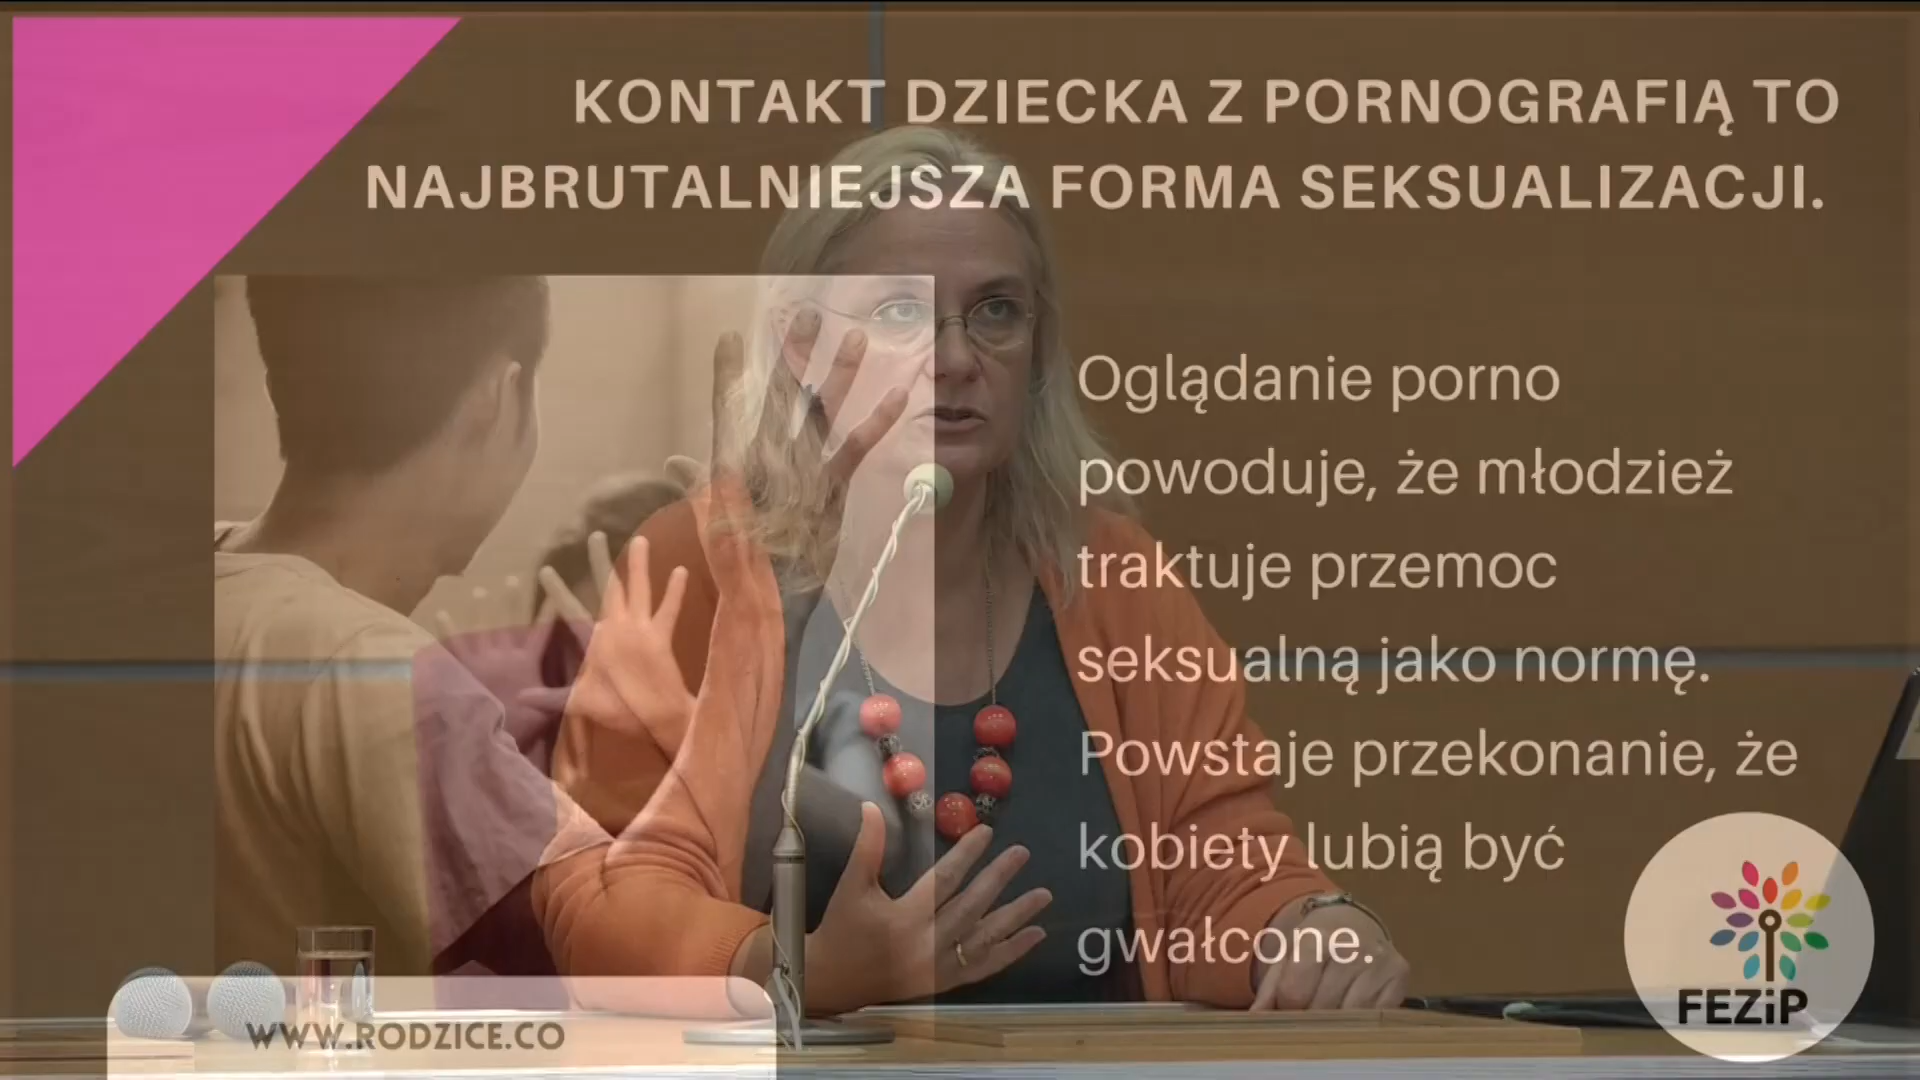 KONTAKT DZIECKA Z PORNOGRAFIĄ TO
NAJBRUTALNIEJSZA FORMA SEKSUALIZACJI.
Oglądanie porno
powoduje, że młodzież
traktuje przemoc
seksualną jako normę.
Powstaje przekonanie, że
kobiety lubią być
gwałcone.
WWW.RODZICE.CO
FEZiP